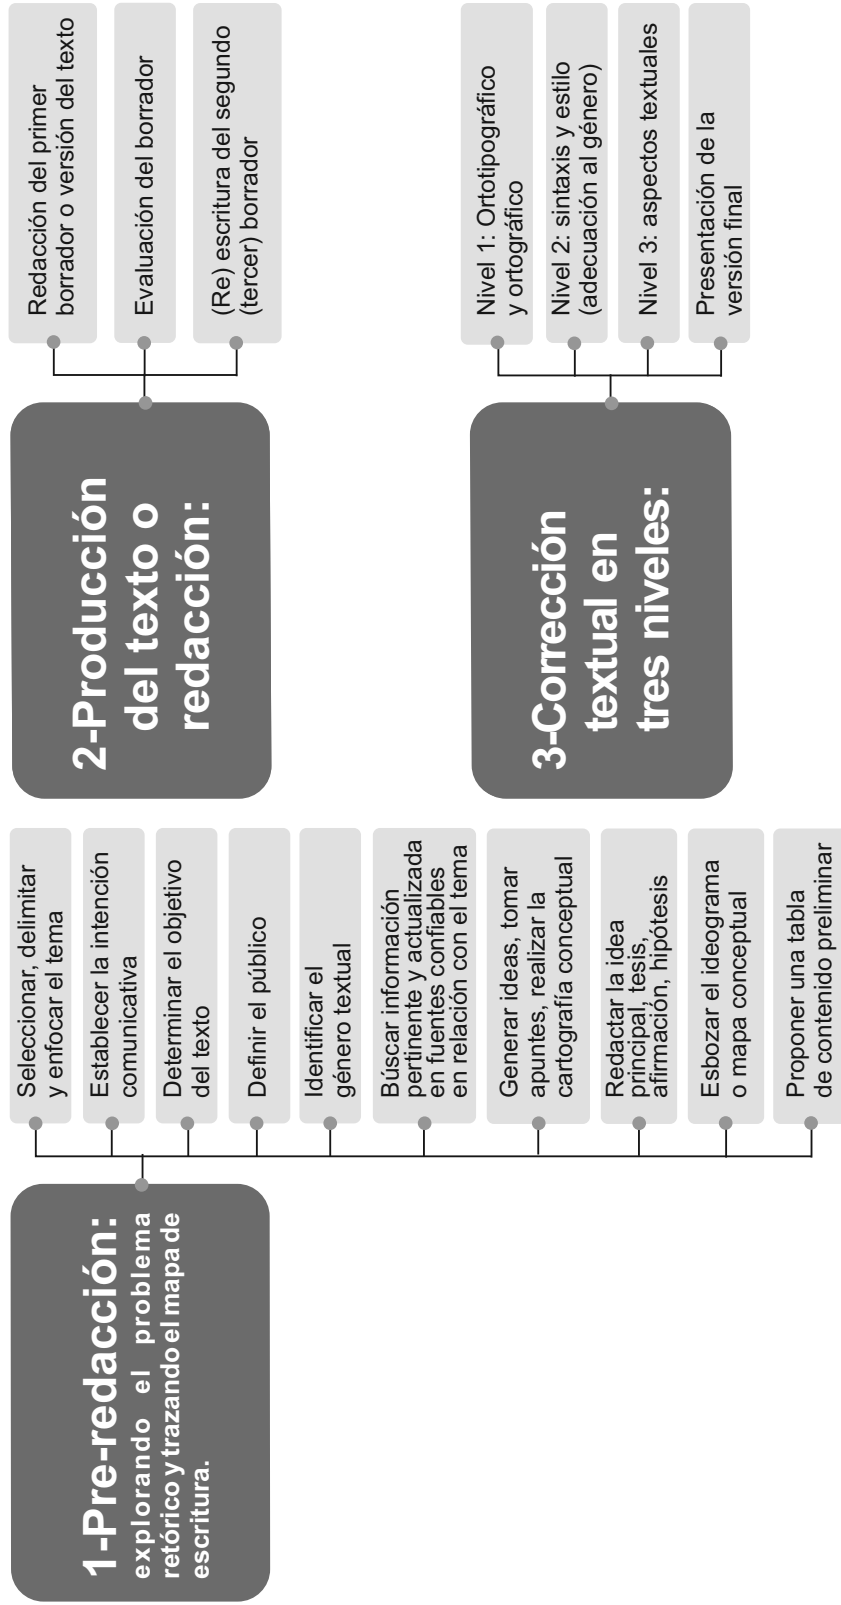 1-Pre-redacción:
explorando el problema
retórico y trazando el mapa de
escritura.
Seleccionar, delimitar
y enfocar el tema
Establecer la intención
comunicativa
Determinar el objetivo
del texto
Definir el público
Identificar el
género textual
Búscar información
pertinente y actualizada
en fuentes confiables
en relación con el tema
Generar ideas, tomar
apuntes, realizar la
cartografía conceptual
Redactar la idea
principal, tesis,
afirmación, hipótesis
Esbozar el ideograma
o mapa conceptual
Proponer una tabla
de contenido preliminar
2-Producción
del texto o
redacción:
Redacción del primer
borrador o versión del texto
Evaluación del borrador
(Re) escritura del segundo
(tercer) borrador
3-Corrección
textual en
tres niveles:
Nivel 1: Ortotipográfico
y ortográfico
Nivel 2: sintaxis y estilo
(adecuación al género)
Nivel 3: aspectos textuales
Presentación de la
versión final